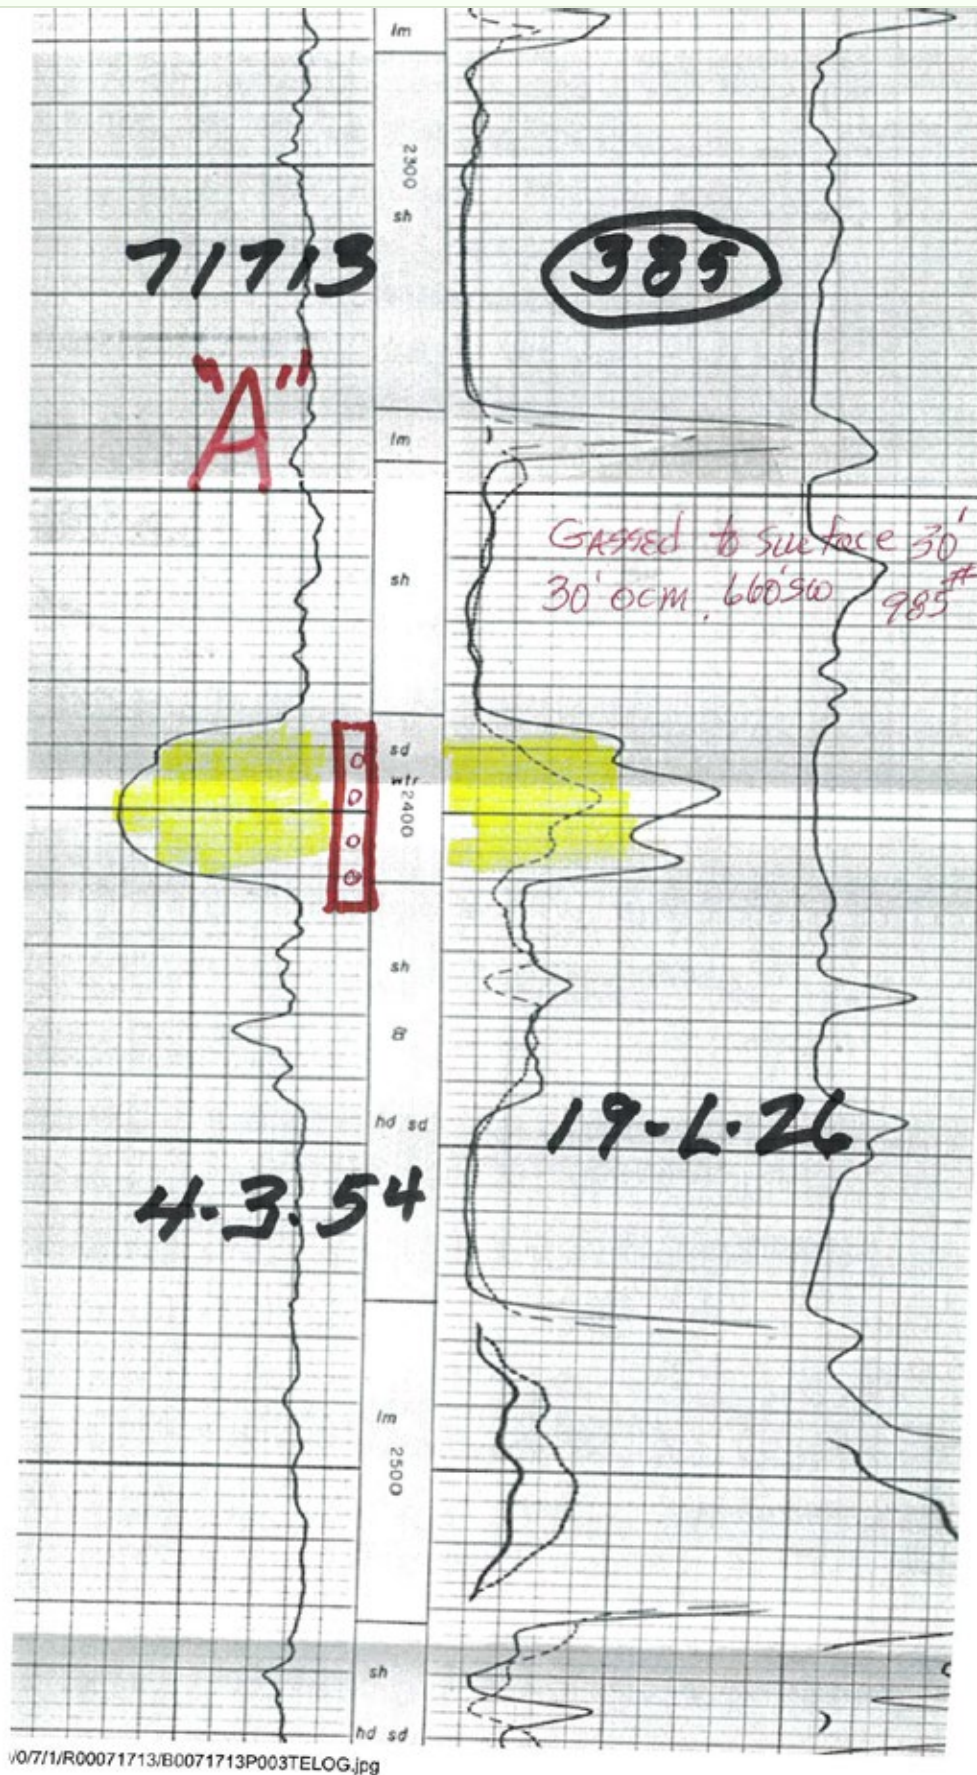 lm
2300
sh
71713
385
"A"
lm
GASSED to surface 30'
30' OCM, 660' SW 985#
sh
sd
wtr
2400
sh
&
hd sd
19-L-26
4-3-54
lm
2500
sh
hd sd
/0/7/1/R00071713/B0071713P003TELOG.jpg